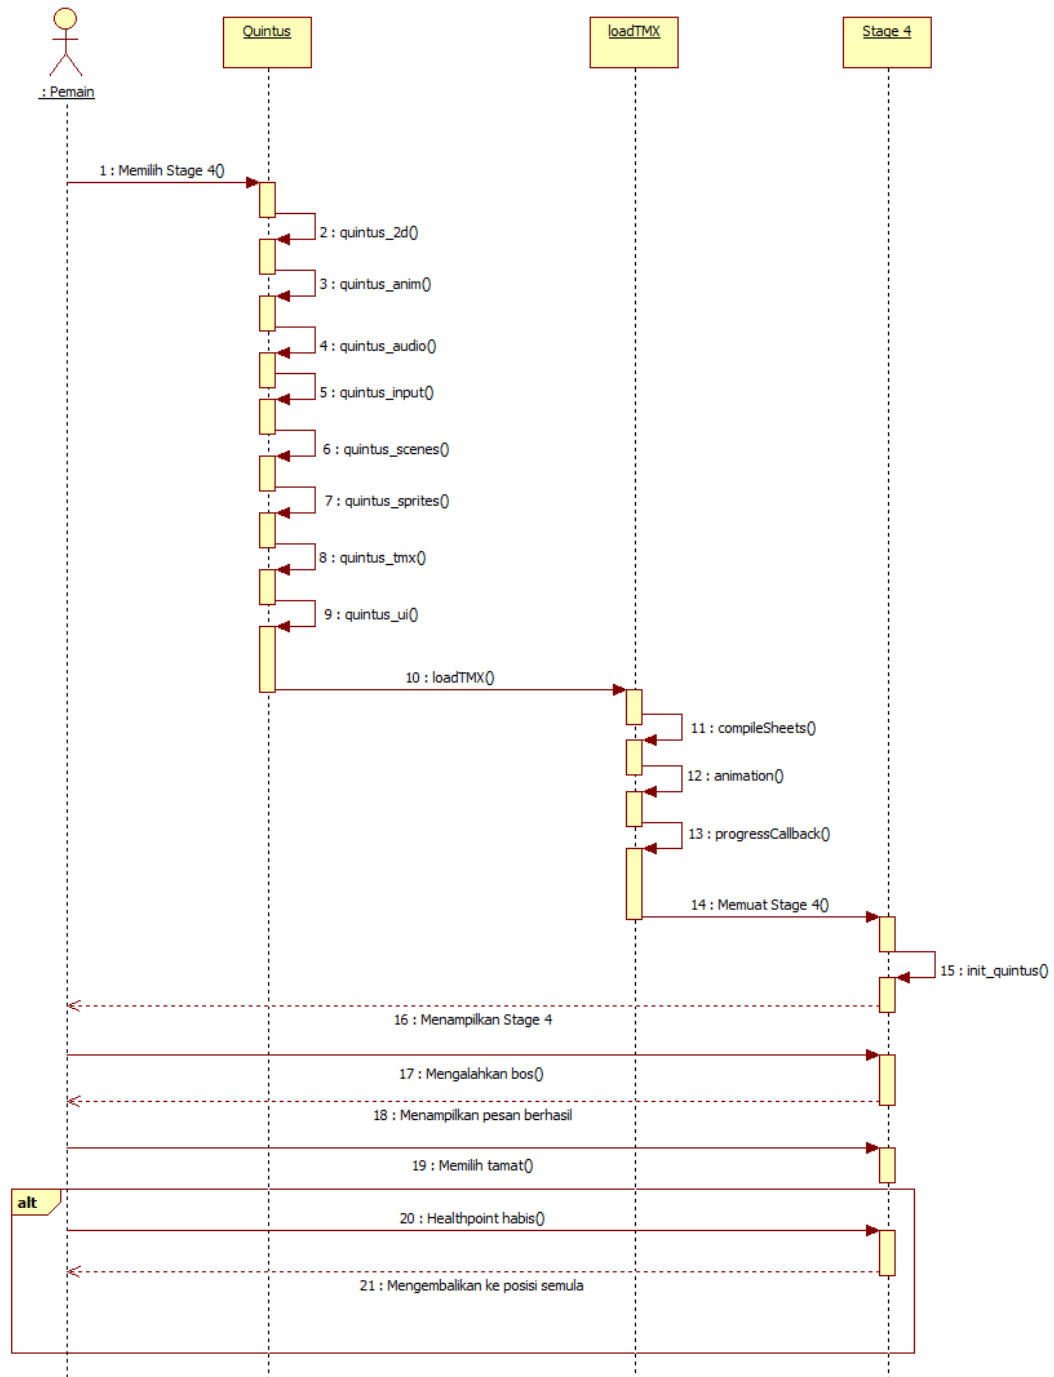 Quintus
loadTMX
Stage 4
: Pemain
1 : Memilih Stage 4()
2 : quintus_2d()
3 : quintus_anim()
4 : quintus_audio()
5 : quintus_input()
6 : quintus_scenes()
7 : quintus_sprites()
8 : quintus_tmx()
9 : quintus_ui()
10 : loadTMX()
11 : compileSheets()
12 : animation()
13 : progressCallback()
14 : Memuat Stage 4()
15 : init_quintus()
16 : Menampilkan Stage 4
17 : Mengalahkan bos()
18 : Menampilkan pesan berhasil
19 : Memilih tamat()
alt
20 : Healthpoint habis()
21 : Mengembalikan ke posisi semula